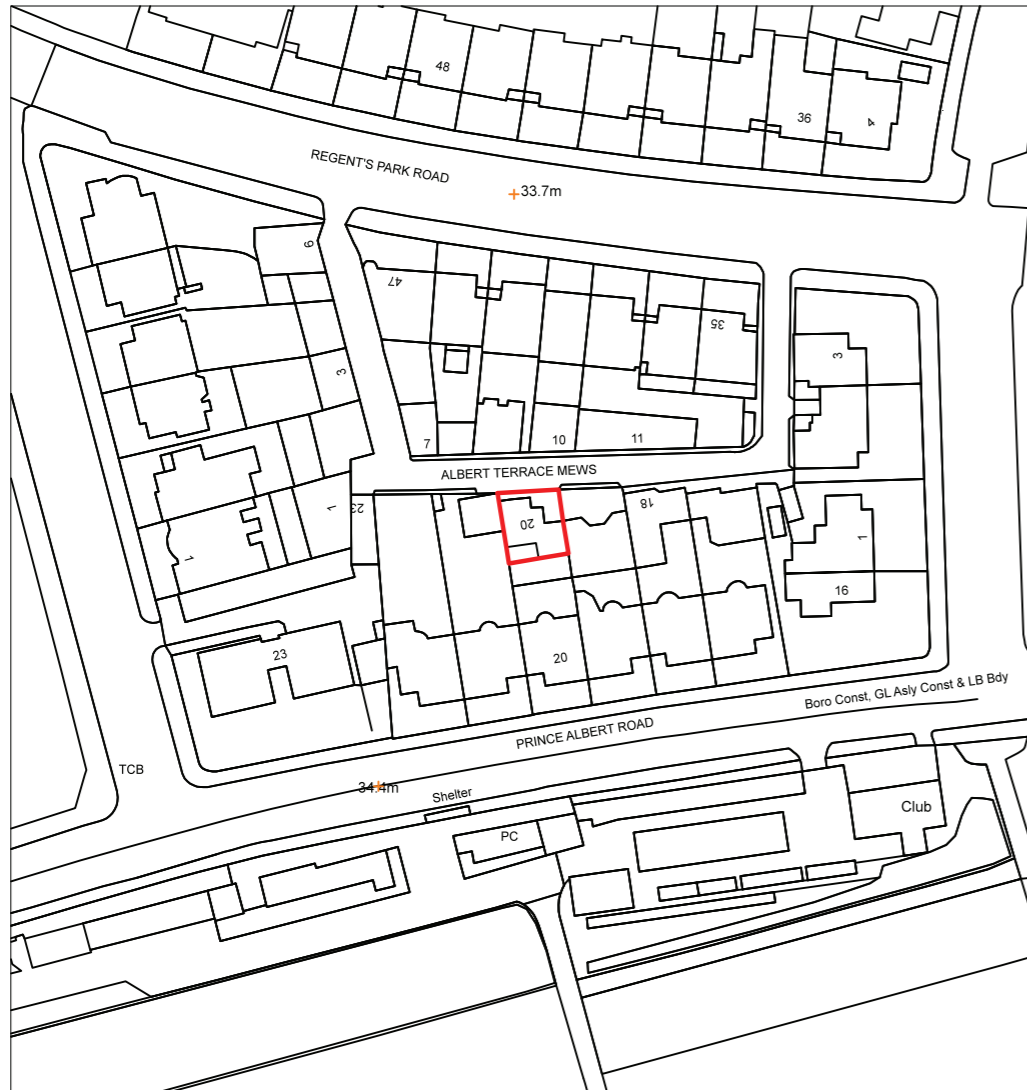 48
36
4
REGENT'S PARK ROAD
33.7m
9
47
35
3
3
7
10
11
ALBERT TERRACE MEWS
23
1
20
18
1
1
16
23
20
Boro Const, GL Asly Const & LB Bdy
PRINCE ALBERT ROAD
TCB
34.4m
Shelter
Club
PC